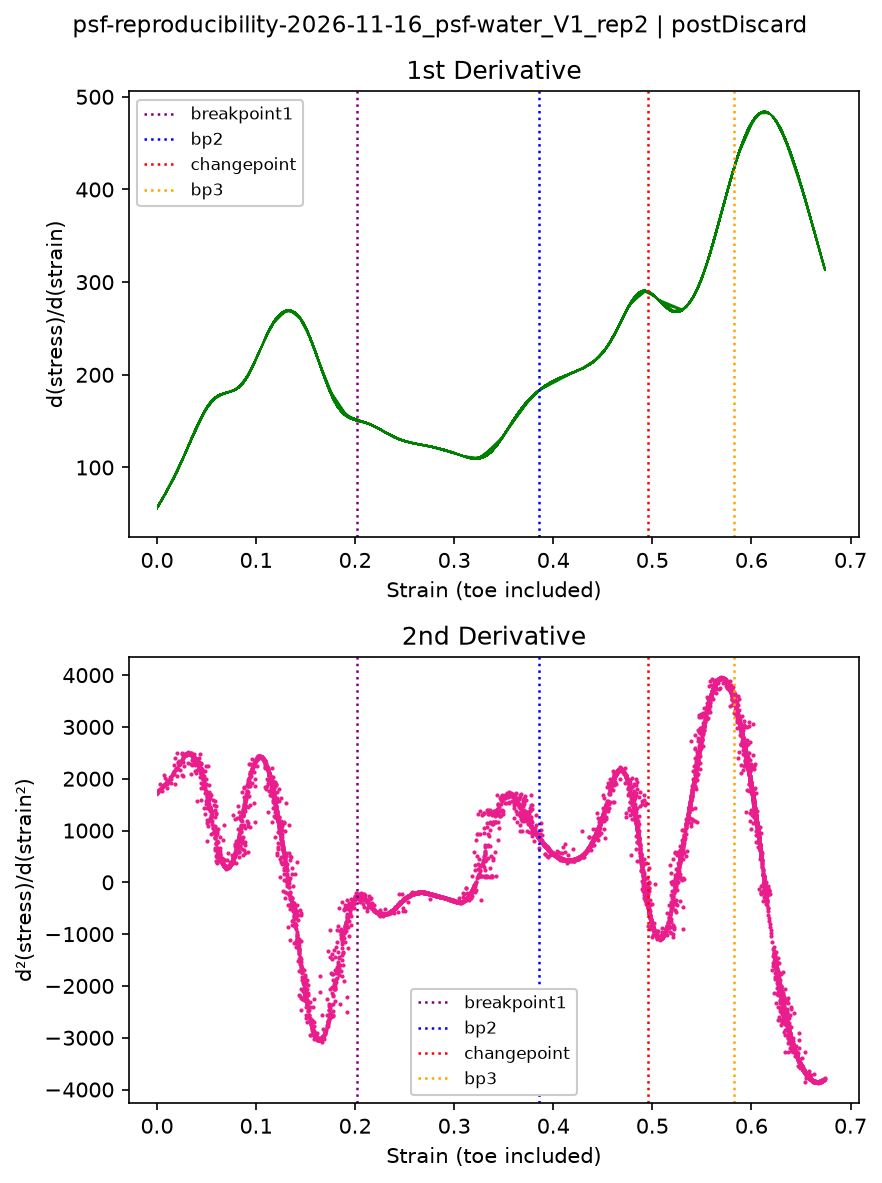 psf-reproducibility-2026-11-16_psf-water_V1_rep2 | postDiscard
1st Derivative
breakpoint1
bp2
changepoint
bp3
500
400
300
200
100
d(stress)/d(strain)
0.0 0.1 0.2 0.3 0.4 0.5 0.6 0.7
Strain (toe included)
2nd Derivative
4000
3000
2000
1000
0
−1000
−2000
−3000
−4000
d²(stress)/d(strain²)
breakpoint1
bp2
changepoint
bp3
0.0 0.1 0.2 0.3 0.4 0.5 0.6 0.7
Strain (toe included)